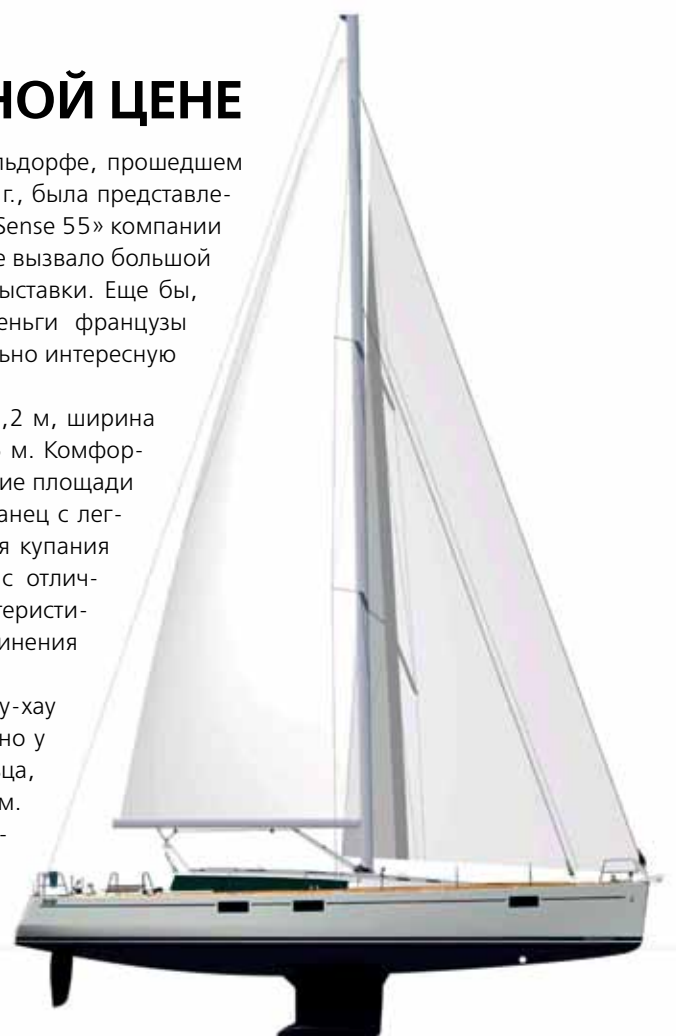 НОЙ ЦЕНЕ
льдорфе, прошедшем
г., была представле-
Sense 55» компании
е вызвало большой
ыставки. Еще бы,
еньги французы
ьно интересную
,2 м, ширина
м. Комфор-
ие площади
анец с лег-
я купания
с отлич-
теристи-
инения
у-хау
но у
ца,
м.
-